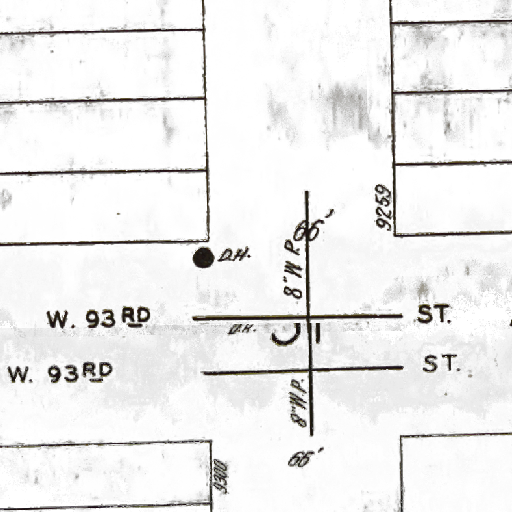 9259
66'
D.H.
8" W.P.
W. 93RD ST.
D.H.
W. 93RD ST.
8" W.P.
66'
9300